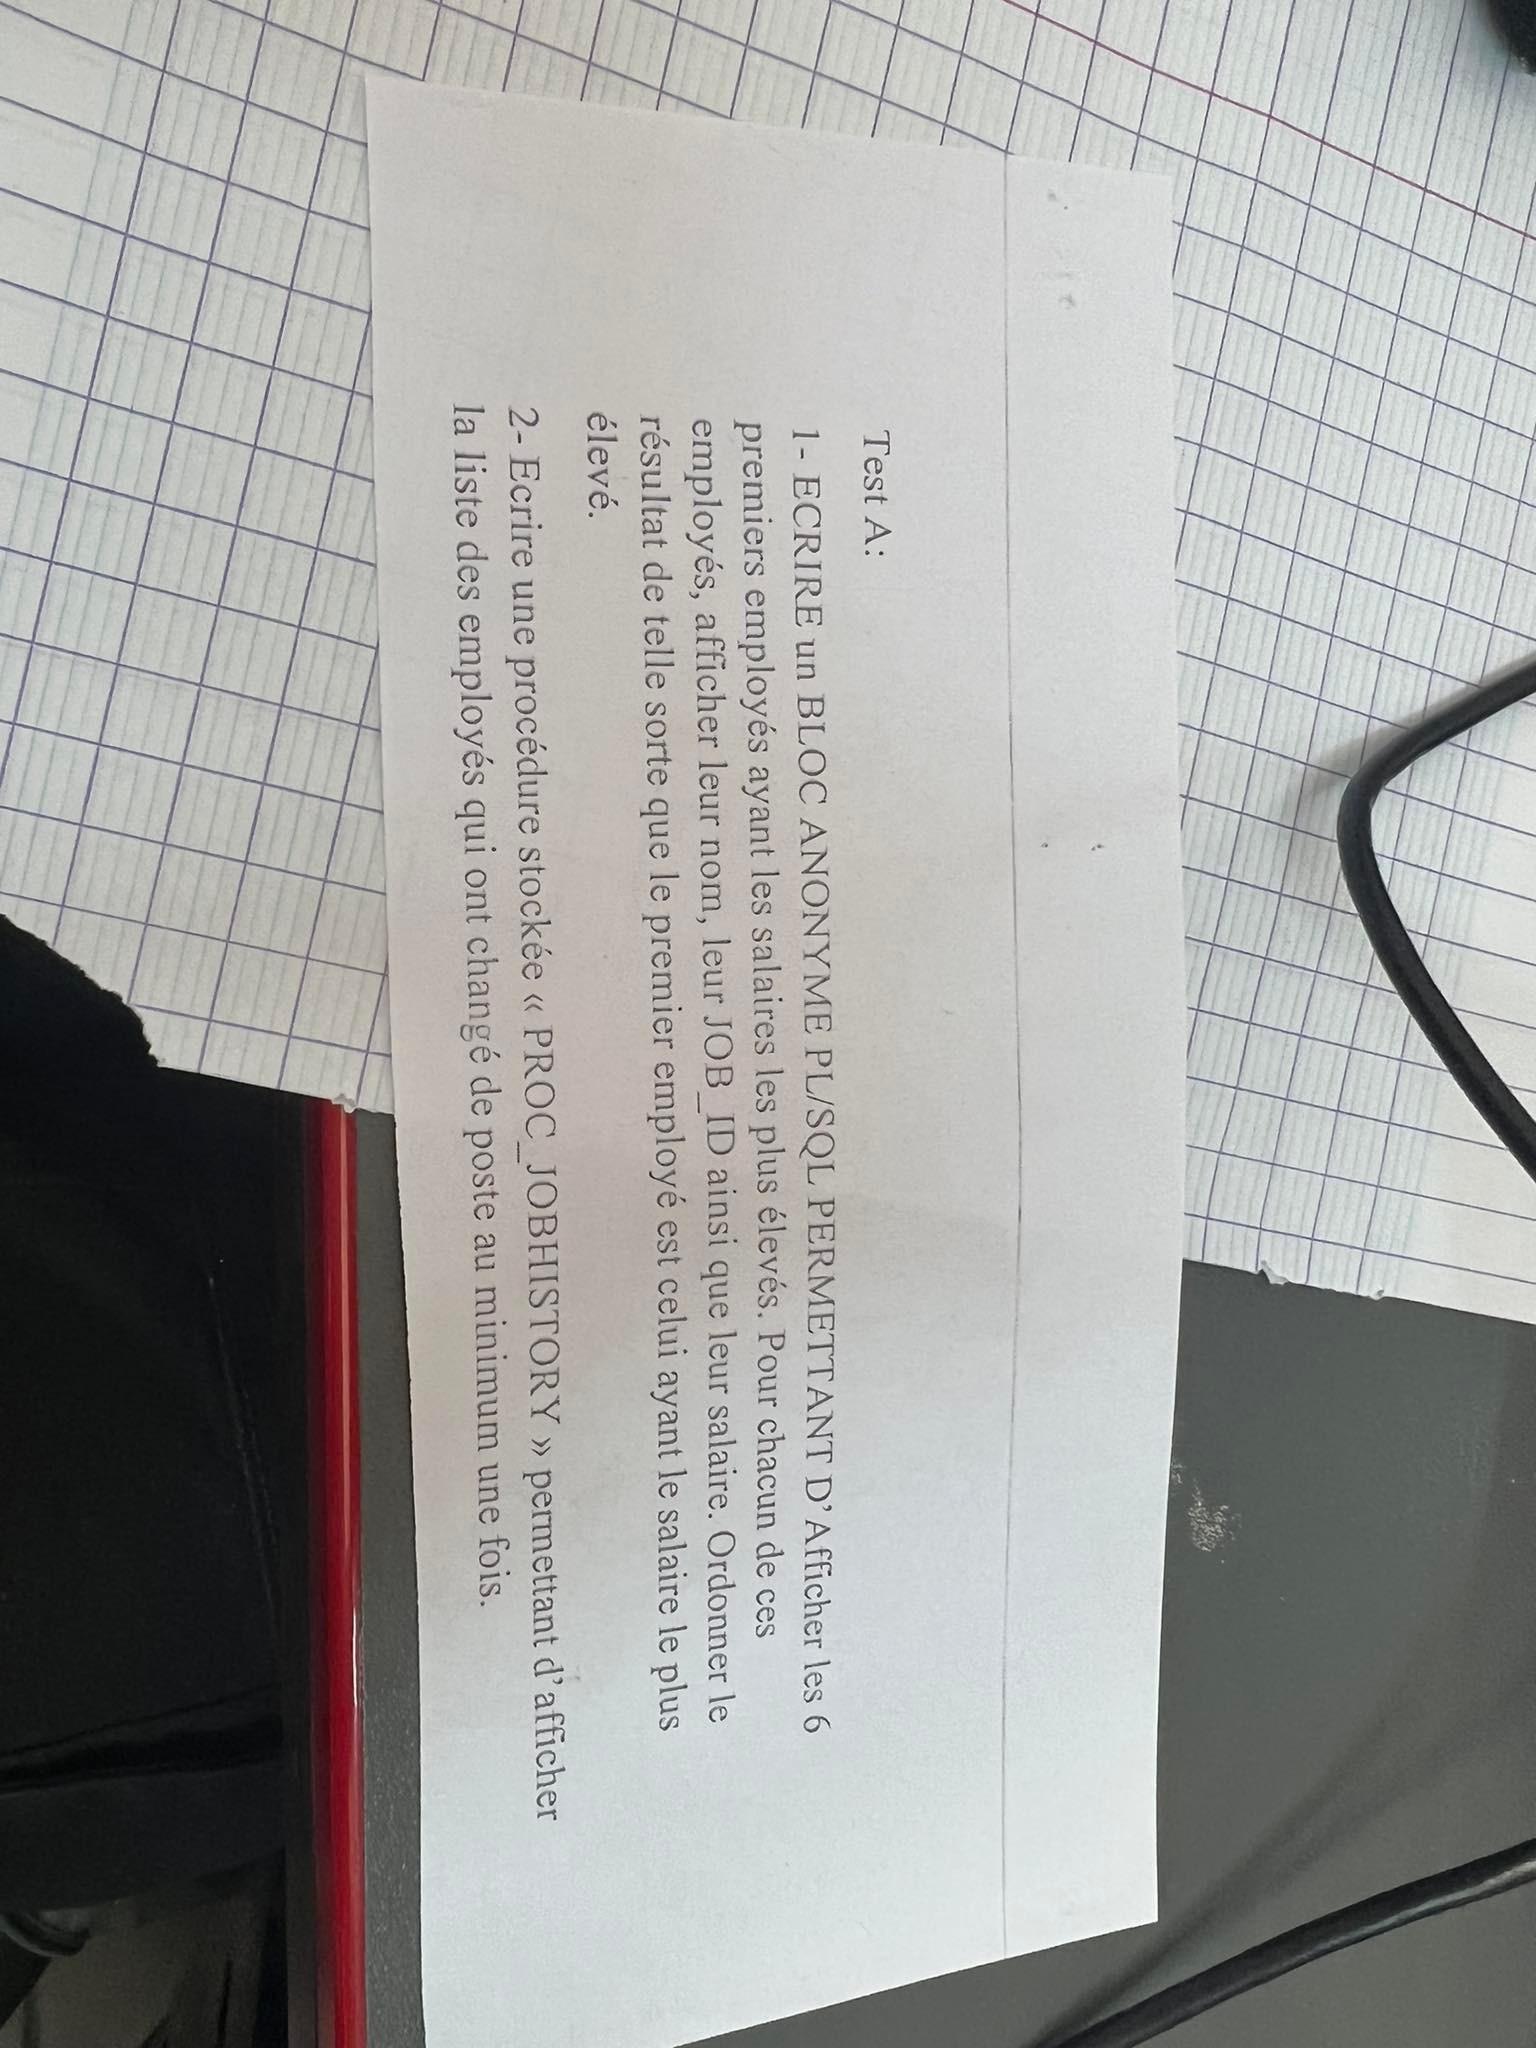 Test A:
1- ECRIRE un BLOC ANONYME PL/SQL PERMETTANT D'Afficher les 6
premiers employés ayant les salaires les plus élevés. Pour chacun de ces
employés, afficher leur nom, leur JOB_ID ainsi que leur salaire. Ordonner le
résultat de telle sorte que le premier employé est celui ayant le salaire le plus
élevé.
2- Ecrire une procédure stockée « PROC_JOBHISTORY » permettant d'afficher
la liste des employés qui ont changé de poste au minimum une fois.